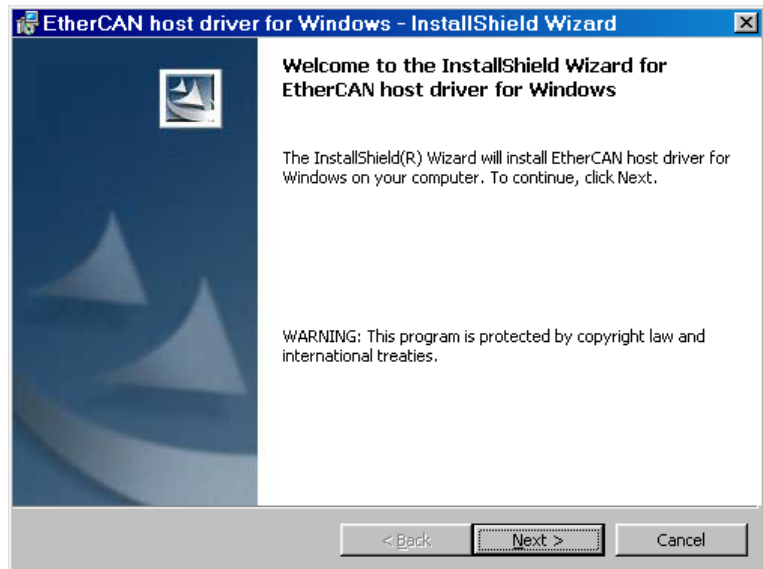 EtherCAN host driver for Windows - InstallShield Wizard
Welcome to the InstallShield Wizard for
EtherCAN host driver for Windows
The InstallShield(R) Wizard will install EtherCAN host driver for
Windows on your computer. To continue, click Next.
WARNING: This program is protected by copyright law and
international treaties.
< Back
Next >
Cancel